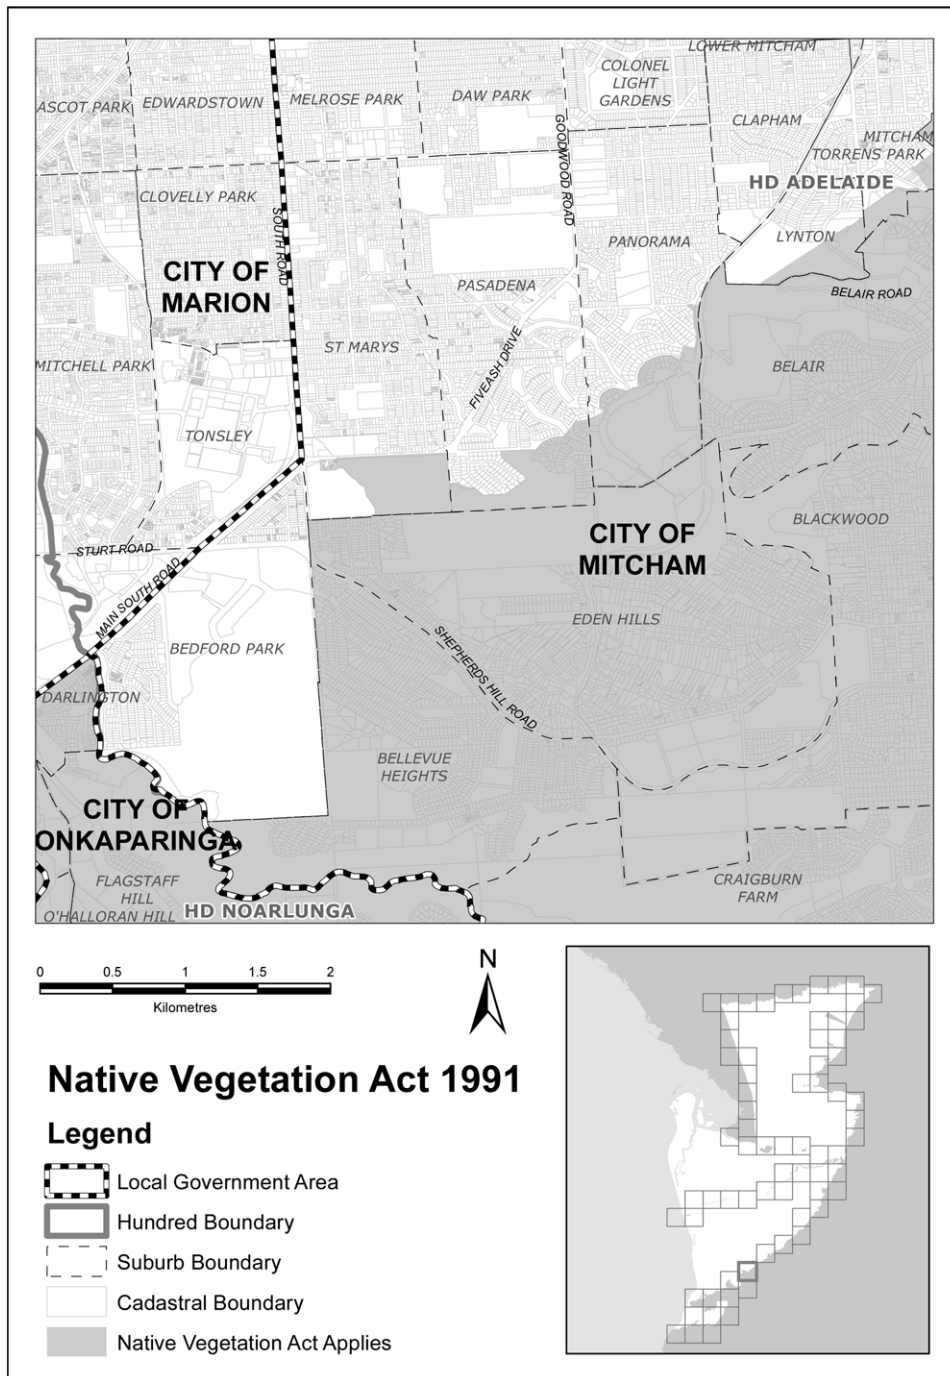 LOWER MITCHAM
COLONEL
LIGHT
GARDENS
ASCOT PARK
EDWARDSTOWN
MELROSE PARK
DAW PARK
CLAPHAM
MITCHAM
TORRENS PARK
GOODWOOD ROAD
HD ADELAIDE
CLOVELLY PARK
SOUTH ROAD
PANORAMA
LYNTON
CITY OF
MARION
PASADENA
BELAIR ROAD
ST MARYS
FIVEASH DRIVE
MITCHELL PARK
BELAIR
TONSLEY
BLACKWOOD
CITY OF
MITCHAM
STURT ROAD
MAIN SOUTH ROAD
EDEN HILLS
BEDFORD PARK
SHEPHERDS HILL ROAD
DARLINGTON
BELLEVUE
HEIGHTS
CITY OF
ONKAPARINGA
FLAGSTAFF
HILL
O'HALLORAN HILL
HD NOARLUNGA
CRAIGBURN
FARM
0 0.5 1 1.5 2
Kilometres
N
Native Vegetation Act 1991
Legend
Local Government Area
Hundred Boundary
Suburb Boundary
Cadastral Boundary
Native Vegetation Act Applies